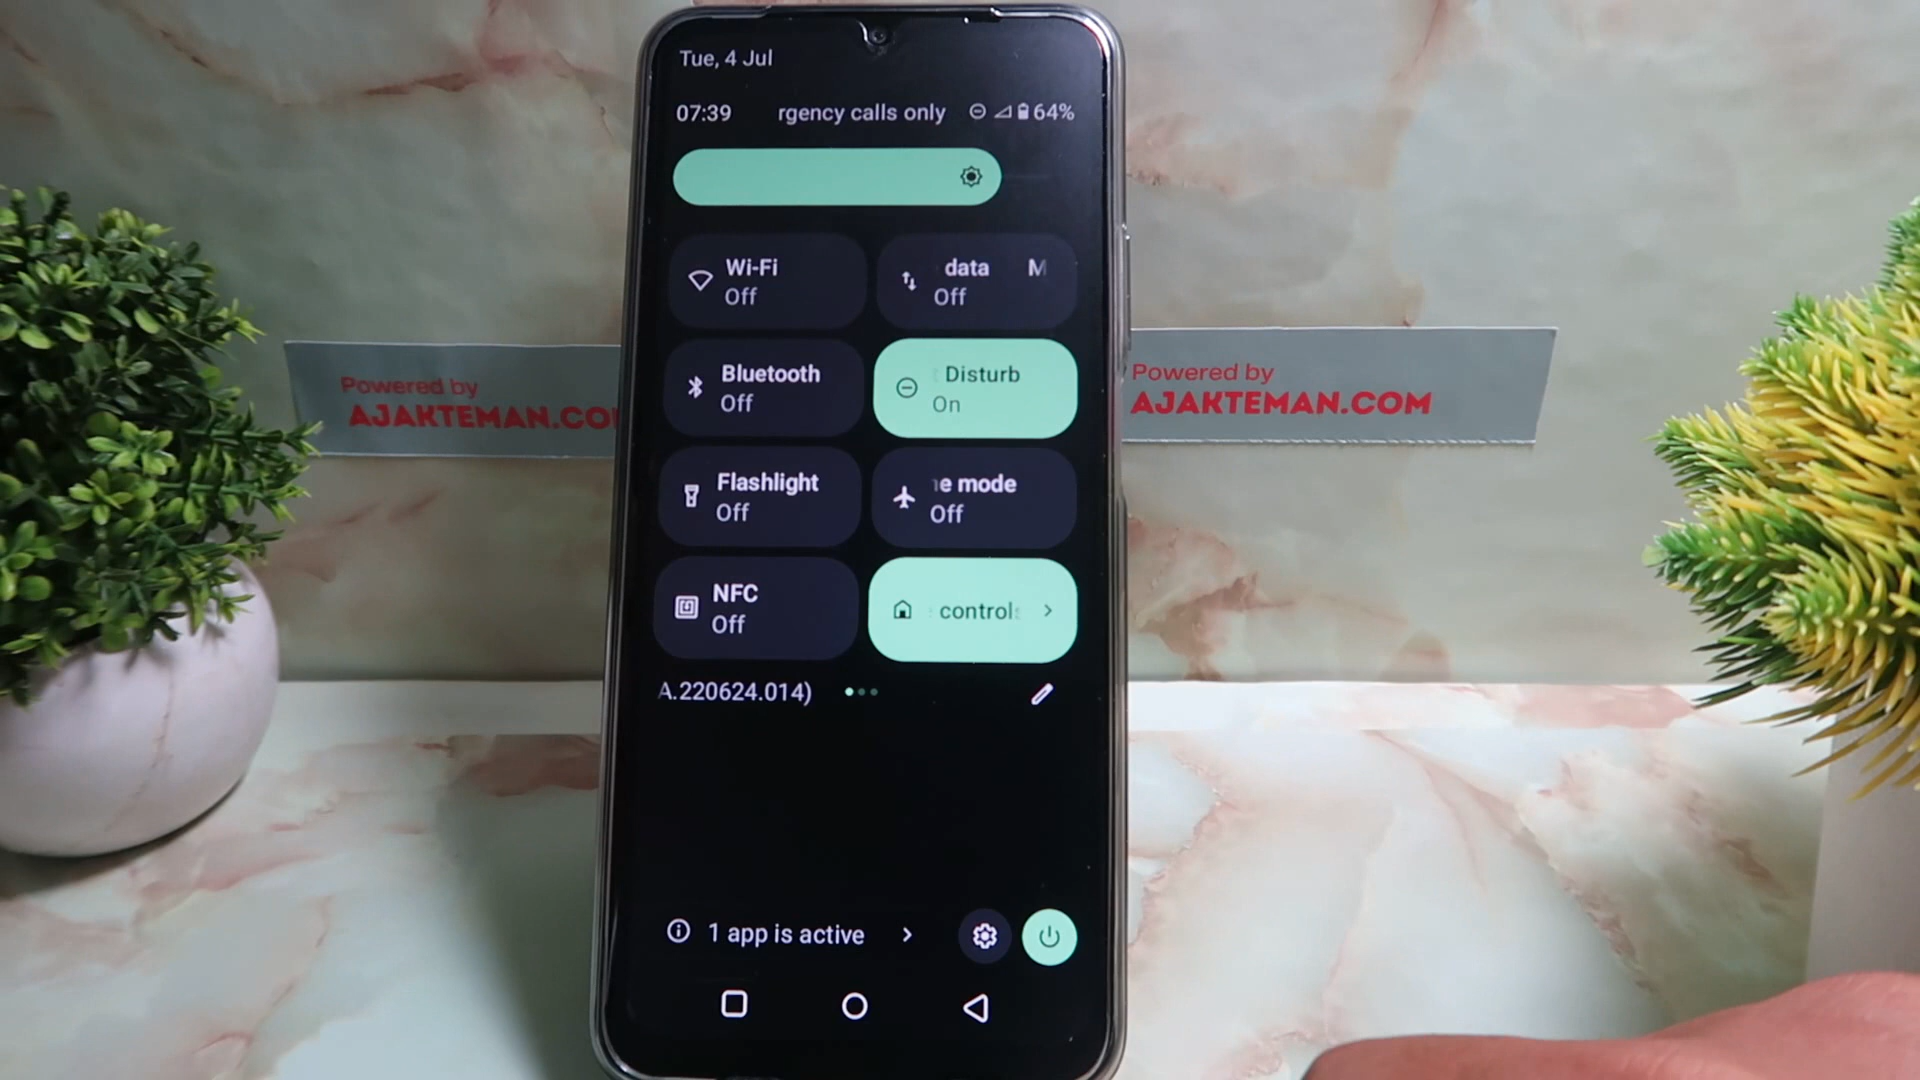 Tue, 4 Jul
07:39 rgency calls only 64%
Wi-Fi
Off
data M
Off
Bluetooth
Off
Disturb
On
Flashlight
Off
e mode
Off
NFC
Off
controls
A.220624.014)
1 app is active
Powered by
AJAKTEMAN.CO
Powered by
AJAKTEMAN.COM